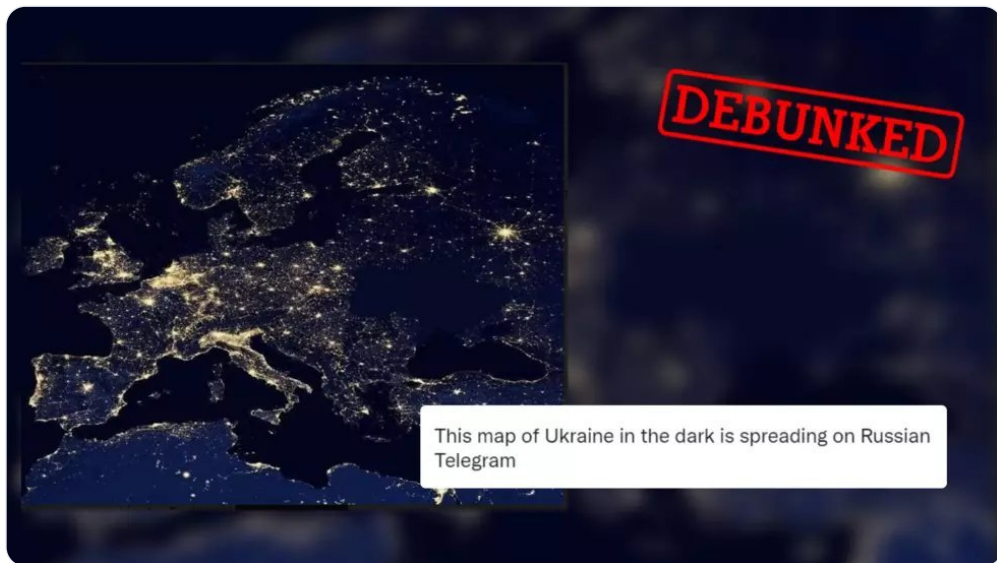 DEBUNKED
This map of Ukraine in the dark is spreading on Russian
Telegram